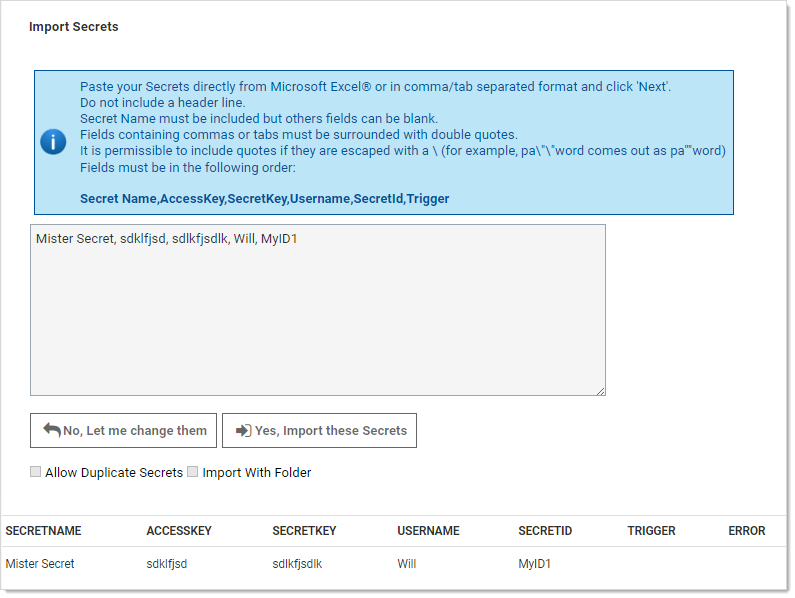 Import Secrets
Paste your Secrets directly from Microsoft Excel® or in comma/tab separated format and click 'Next'.
Do not include a header line.
Secret Name must be included but others fields can be blank.
Fields containing commas or tabs must be surrounded with double quotes.
It is permissible to include quotes if they are escaped with a \ (for example, pa\"\"word comes out as pa""word)
Fields must be in the following order:
Secret Name,AccessKey,SecretKey,Username,SecretId,Trigger
Mister Secret, sdklfjsd, sdlkfjsdlk, Will, MyID1
No, Let me change them Yes, Import these Secrets
Allow Duplicate Secrets Import With Folder
SECRETNAME ACCESSKEY SECRETKEY USERNAME SECRETID TRIGGER ERROR
Mister Secret sdklfjsd sdlkfjsdlk Will MyID1